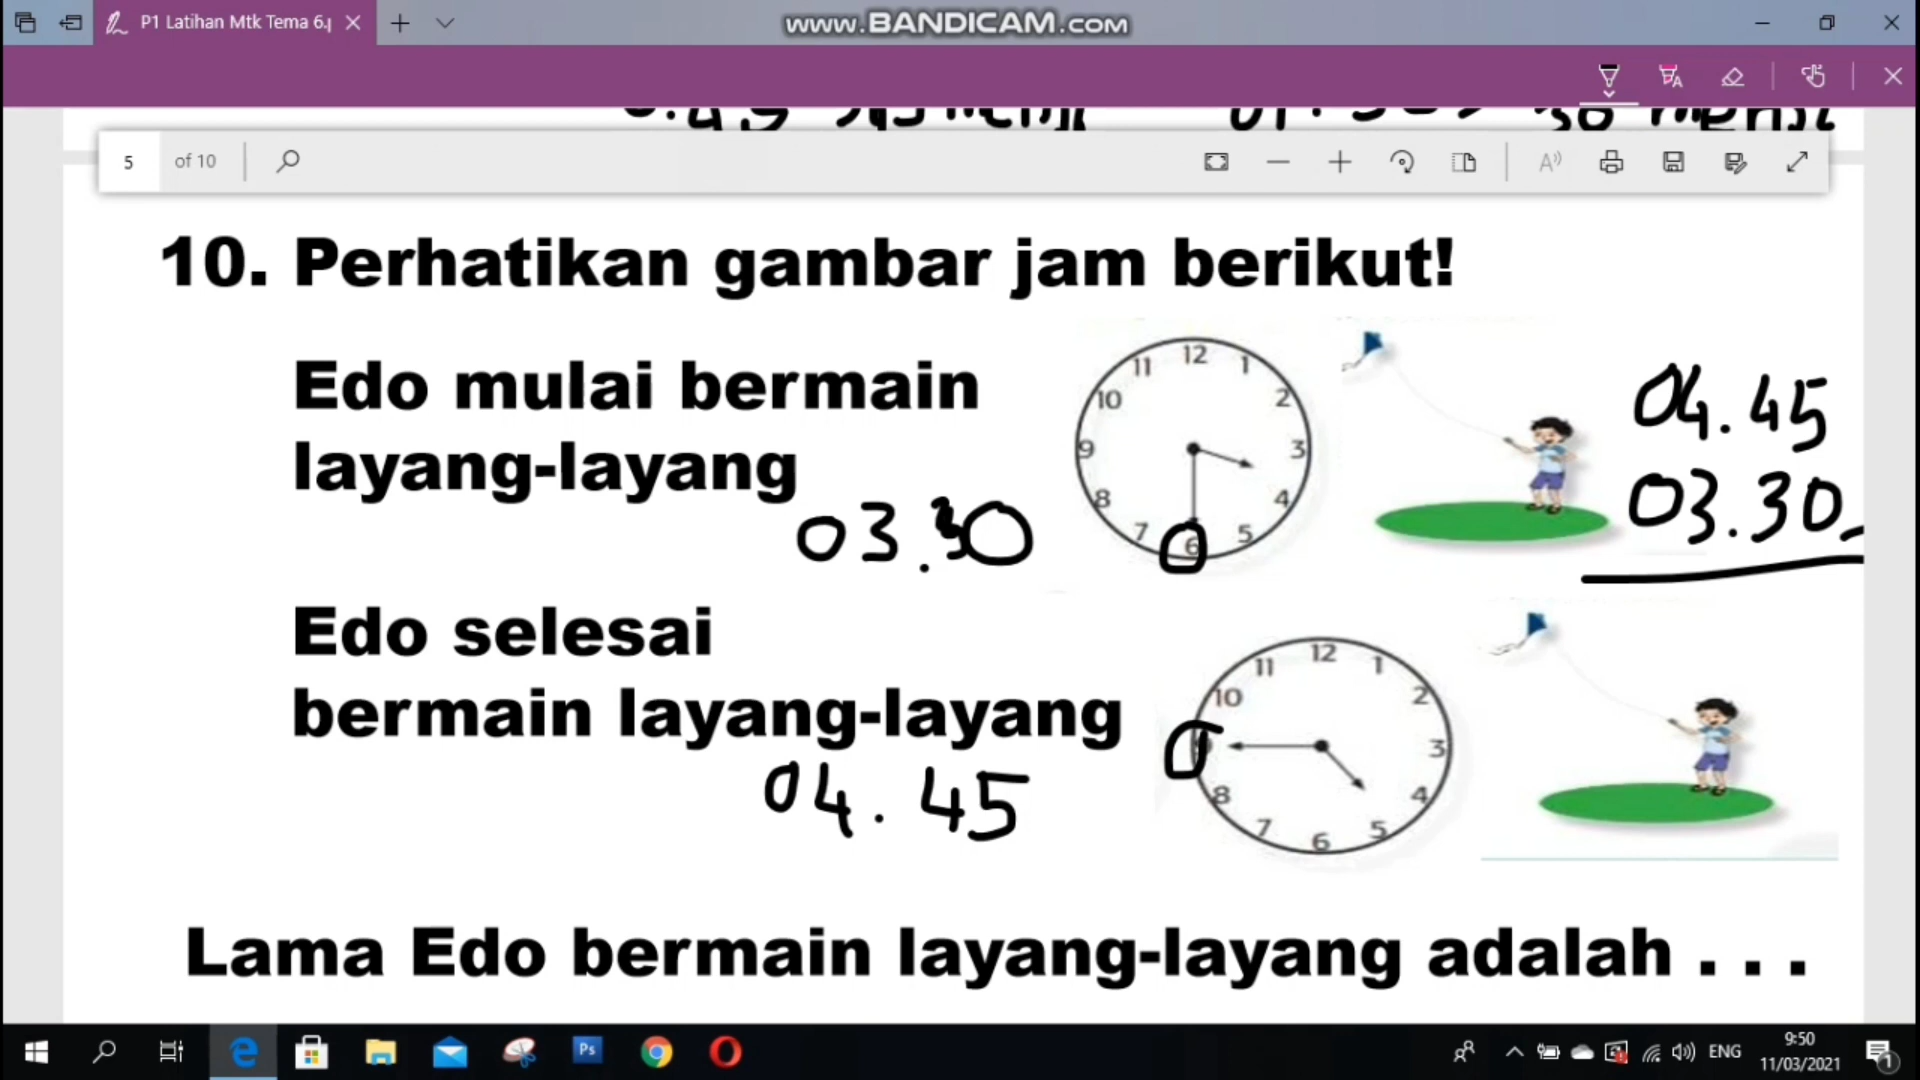 P1 Latihan Mtk Tema 6.p
www.BANDICAM.com
5 of 10
10. Perhatikan gambar jam berikut!
Edo mulai bermain
layang-layang
03.30
12 1 2 3 4 5 6 7 8 9 10 11
04.45
03.30
Edo selesai
bermain layang-layang
04.45
12 1 2 3 4 5 6 7 8 10 11
Lama Edo bermain layang-layang adalah . . .
Ps
ENG
9:50
11/03/2021
1